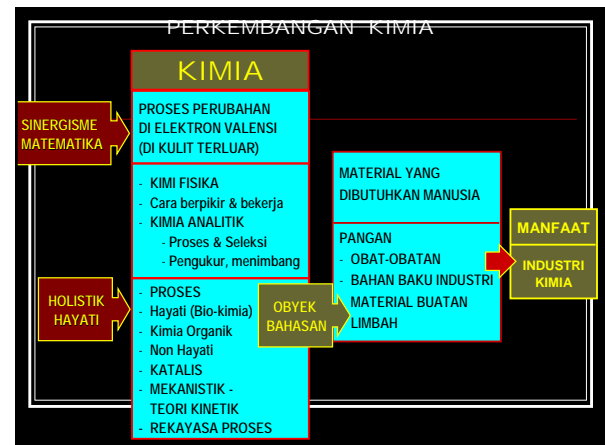 PERKEMBANGAN KIMIA
KIMIA
SINERGISME
MATEMATIKA
PROSES PERUBAHAN
DI ELEKTRON VALENSI
(DI KULIT TERLUAR)
- KIMI FISIKA
- Cara berpikir & bekerja
- KIMIA ANALITIK
- Proses & Seleksi
- Pengukur, menimbang
HOLISTIK
HAYATI
- PROSES
- Hayati (Bio-kimia)
- Kimia Organik
- Non Hayati
- KATALIS
- MEKANISTIK -
TEORI KINETIK
- REKAYASA PROSES
OBYEK
BAHASAN
MATERIAL YANG
DIBUTUHKAN MANUSIA
PANGAN
- OBAT-OBATAN
- BAHAN BAKU INDUSTRI
- MATERIAL BUATAN
LIMBAH
MANFAAT
INDUSTRI
KIMIA